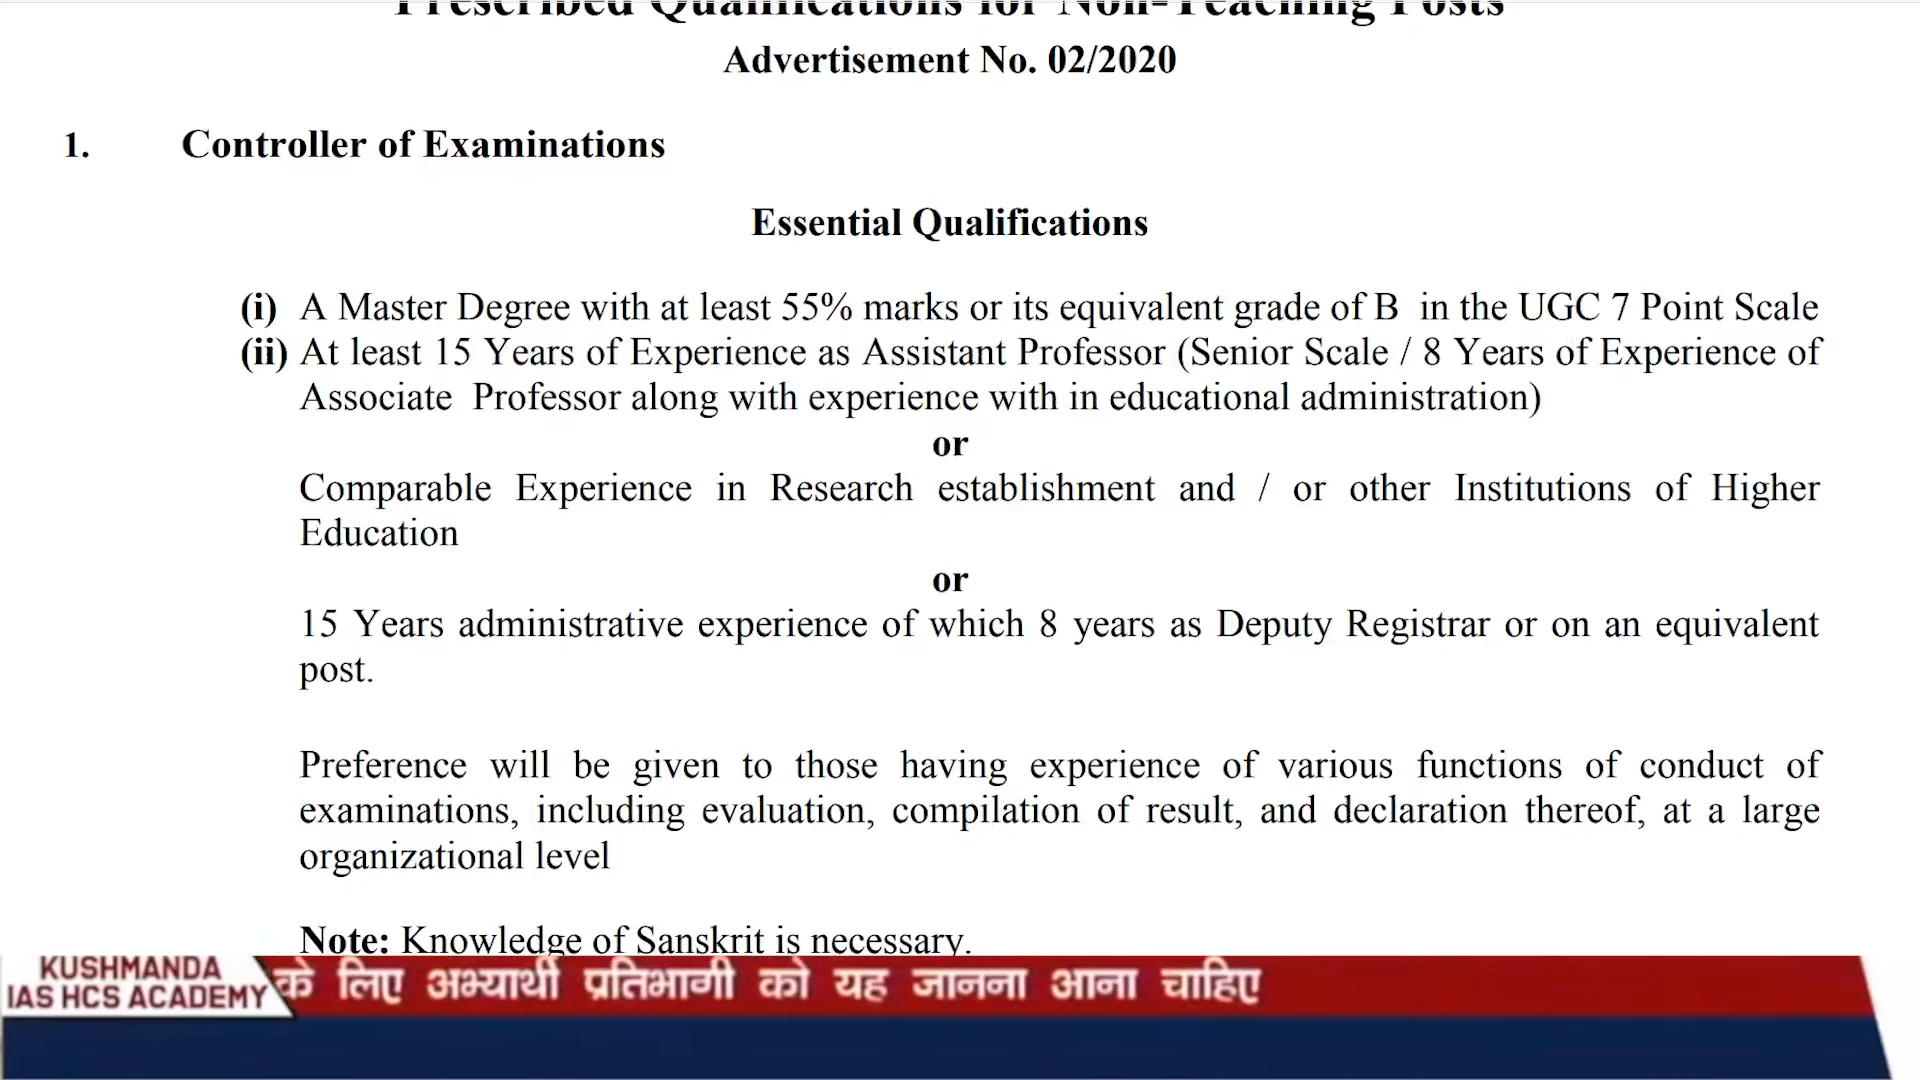 Prescribed Qualifications for Non-Teaching Posts
Advertisement No. 02/2020
1. Controller of Examinations
Essential Qualifications
(i) A Master Degree with at least 55% marks or its equivalent grade of B in the UGC 7 Point Scale
(ii) At least 15 Years of Experience as Assistant Professor (Senior Scale / 8 Years of Experience of
Associate Professor along with experience with in educational administration)
or
Comparable Experience in Research establishment and / or other Institutions of Higher
Education
or
15 Years administrative experience of which 8 years as Deputy Registrar or on an equivalent
post.
Preference will be given to those having experience of various functions of conduct of
examinations, including evaluation, compilation of result, and declaration thereof, at a large
organizational level
Note: Knowledge of Sanskrit is necessary.
KUSHMANDA
IAS HCS ACADEMY
के लिए अभ्यार्थी प्रतिभागी को यह जानना आना चाहिए